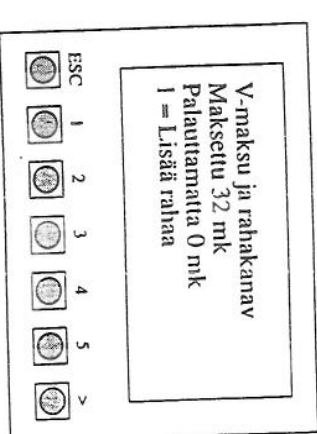 V-maksu ja rahakanav
Maksettu 32 mk
Palauttamatta 0 mk
1 = Lisää rahaa
ESC 1 2 3 4 5 >